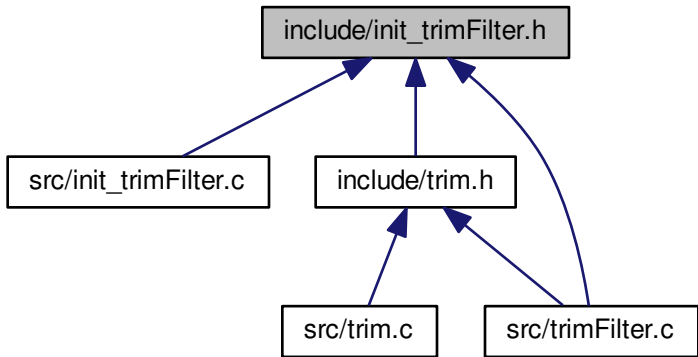 include/init_trimFilter.h
src/init_trimFilter.c
include/trim.h
src/trim.c
src/trimFilter.c